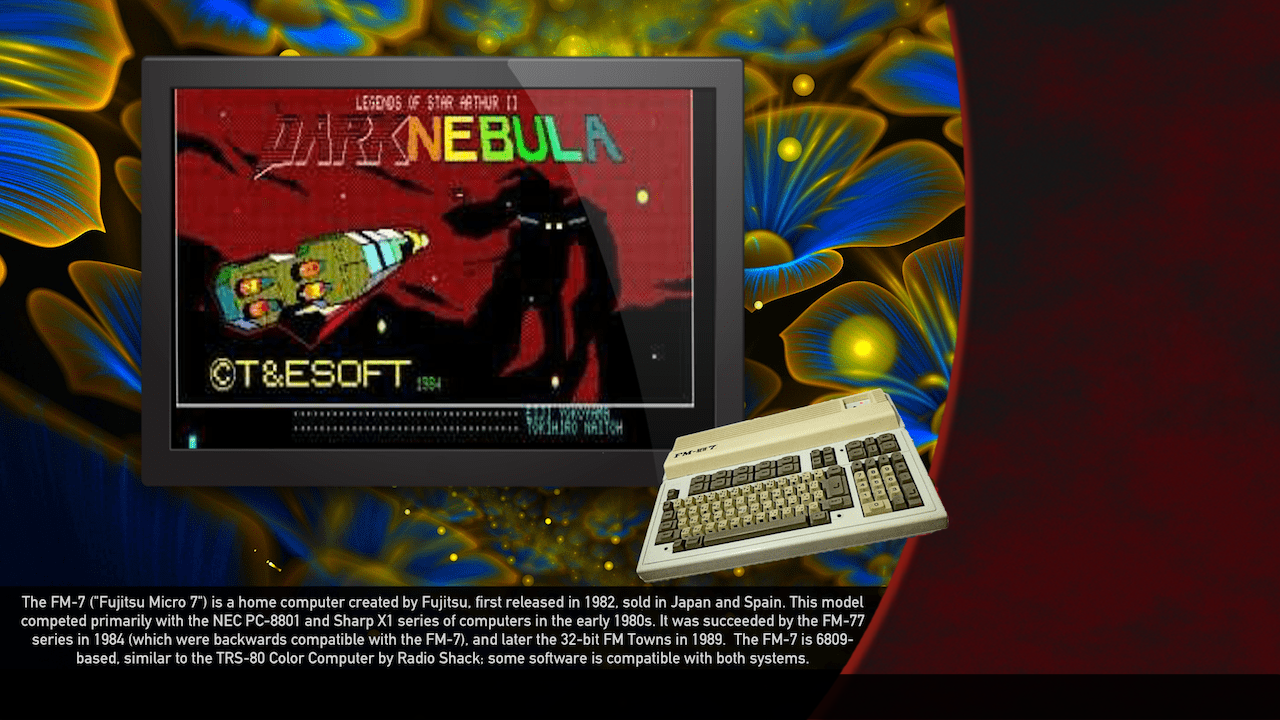 LEGENDS OF STAR ARTHUR II
DARK NEBULA
©T&ESOFT 1984
EIJI YOKOYAMA
TOKIHIRO NAITOH
FM-7
The FM-7 ("Fujitsu Micro 7") is a home computer created by Fujitsu, first released in 1982, sold in Japan and Spain. This model
competed primarily with the NEC PC-8801 and Sharp X1 series of computers in the early 1980s. It was succeeded by the FM-77
series in 1984 (which were backwards compatible with the FM-7), and later the 32-bit FM Towns in 1989. The FM-7 is 6809-
based, similar to the TRS-80 Color Computer by Radio Shack; some software is compatible with both systems.